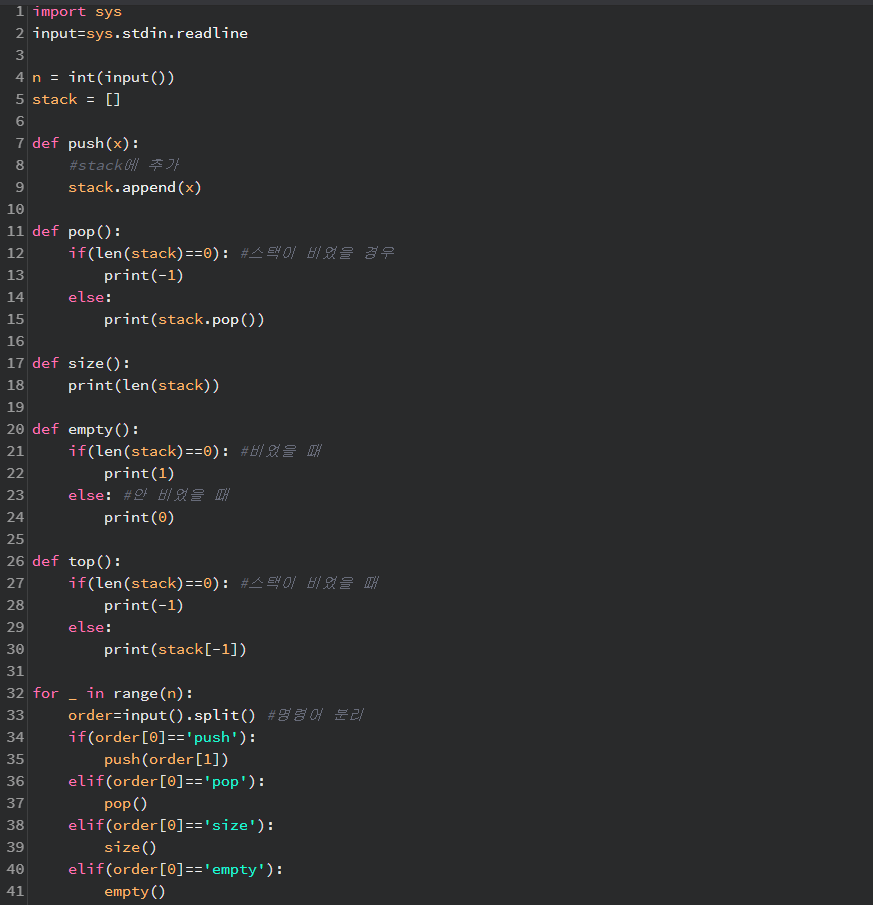 1 import sys
2 input=sys.stdin.readline
3
4 n = int(input())
5 stack = []
6
7 def push(x):
8     #stack에 추가
9     stack.append(x)
10
11 def pop():
12     if(len(stack)==0): #스택이 비었을 경우
13         print(-1)
14     else:
15         print(stack.pop())
16
17 def size():
18     print(len(stack))
19
20 def empty():
21     if(len(stack)==0): #비었을 때
22         print(1)
23     else: #안 비었을 때
24         print(0)
25
26 def top():
27     if(len(stack)==0): #스택이 비었을 때
28         print(-1)
29     else:
30         print(stack[-1])
31
32 for _ in range(n):
33     order=input().split() #명령어 분리
34     if(order[0]=='push'):
35         push(order[1])
36     elif(order[0]=='pop'):
37         pop()
38     elif(order[0]=='size'):
39         size()
40     elif(order[0]=='empty'):
41         empty()